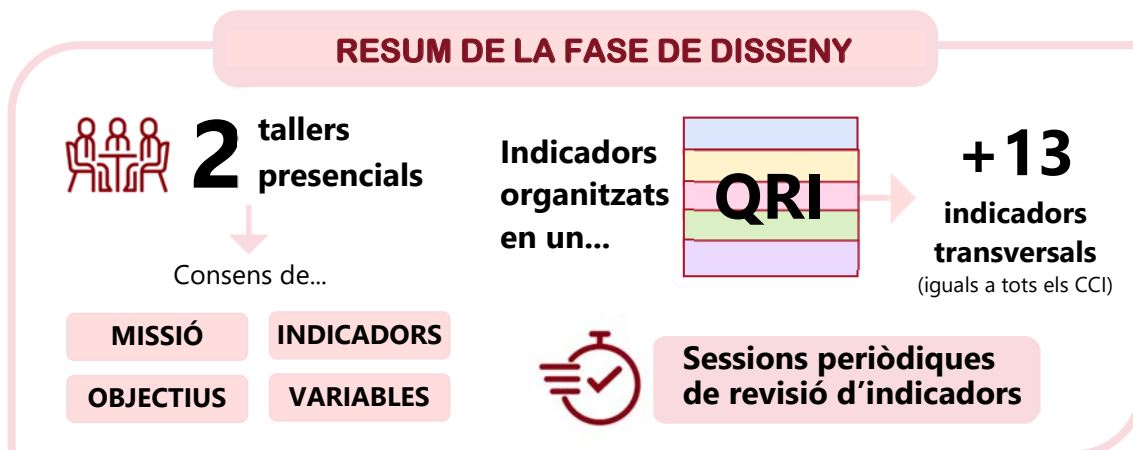 RESUM DE LA FASE DE DISSENY
2 tallers
presencials
Consens de...
MISSIÓ
INDICADORS
OBJECTIUS
VARIABLES
Indicadors
organitzats
en un...
QRI
+13
indicadors
transversals
(iguals a tots els CCI)
Sessions periòdiques
de revisió d’indicadors